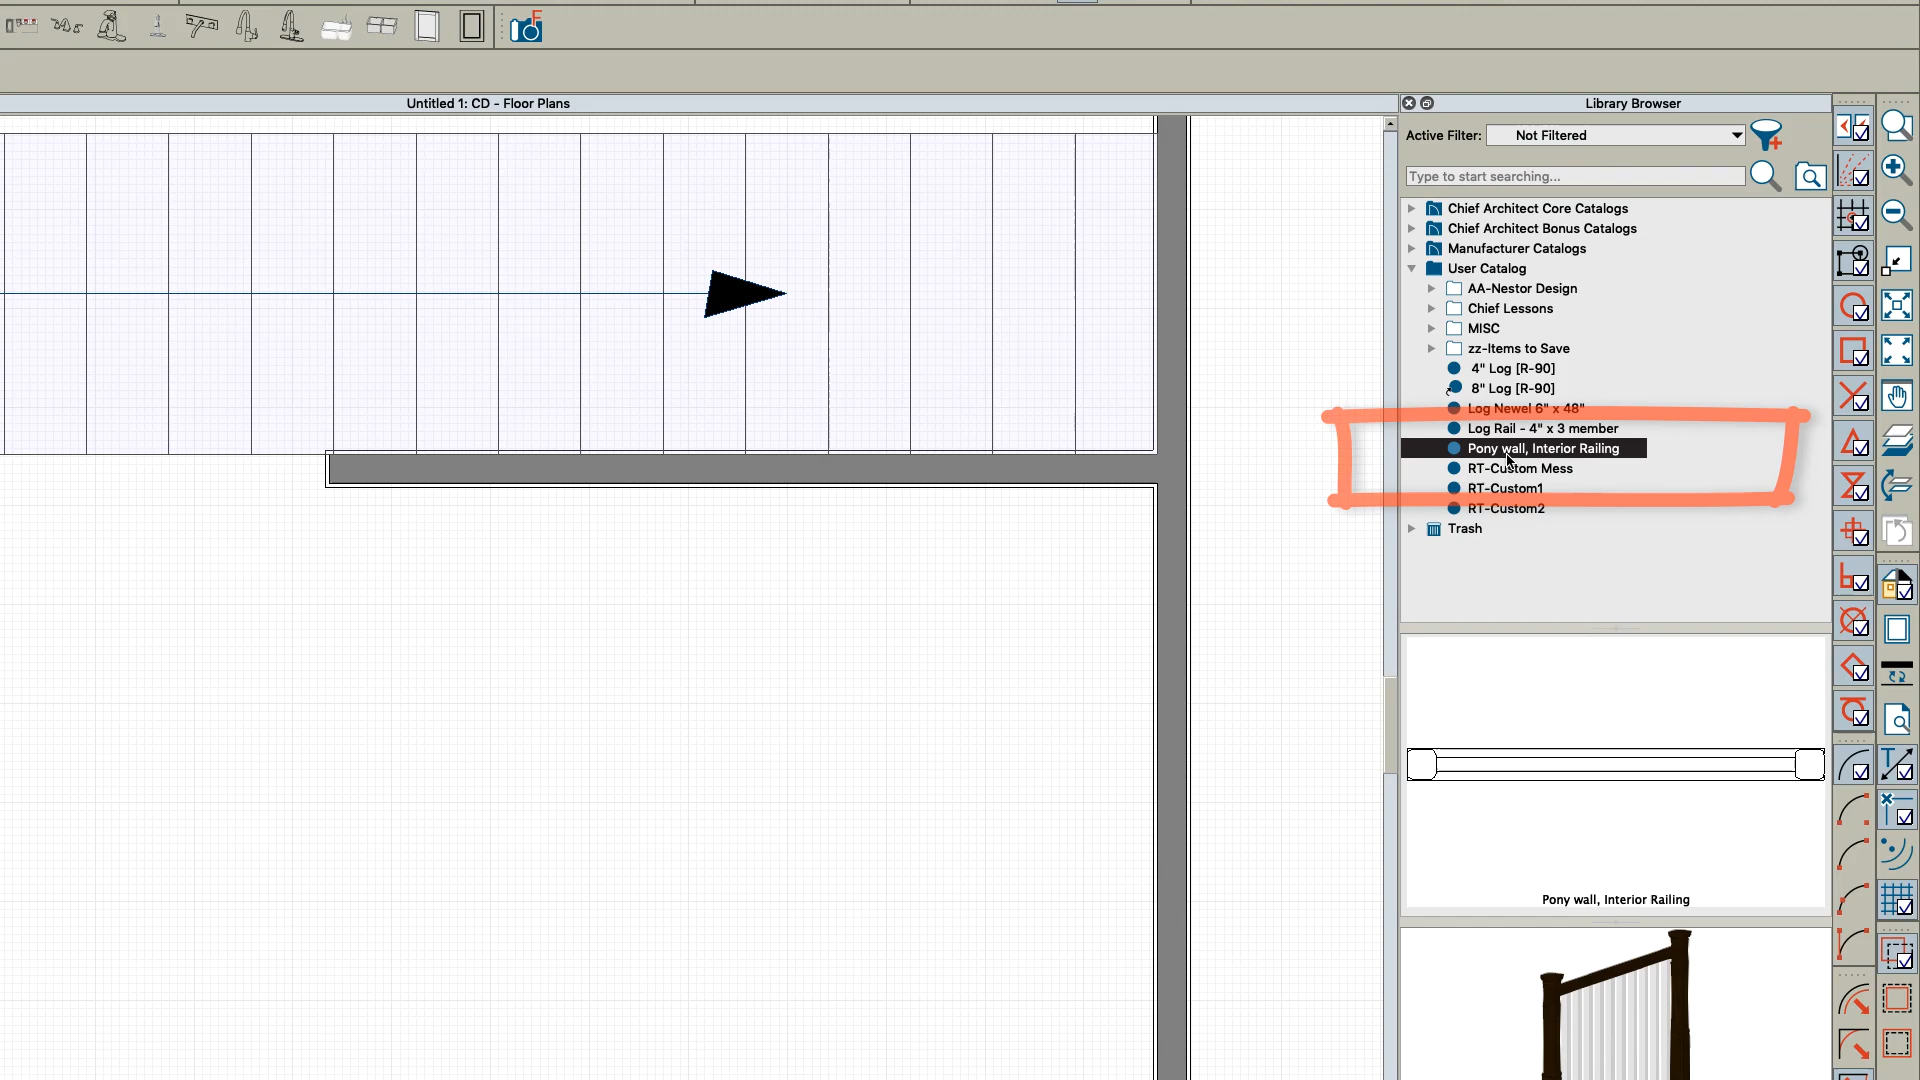 Untitled 1: CD - Floor Plans
Library Browser
Active Filter: Not Filtered
Type to start searching...
Chief Architect Core Catalogs
Chief Architect Bonus Catalogs
Manufacturer Catalogs
User Catalog
AA-Nestor Design
Chief Lessons
MISC
zz-Items to Save
4" Log [R-90]
8" Log [R-90]
Log Newel 6" x 48"
Log Rail - 4" x 3 member
Pony wall, Interior Railing
RT-Custom Mess
RT-Custom1
RT-Custom2
Trash
Pony wall, Interior Railing